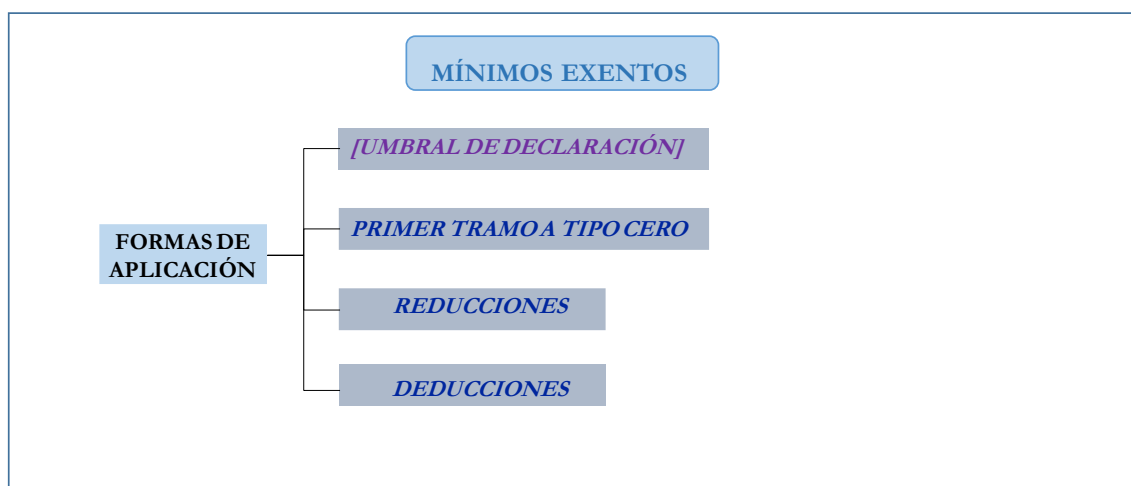 MÍNIMOS EXENTOS
[UMBRAL DE DECLARACIÓN]
PRIMER TRAMO A TIPO CERO
FORMAS DE
APLICACIÓN
REDUCCIONES
DEDUCCIONES